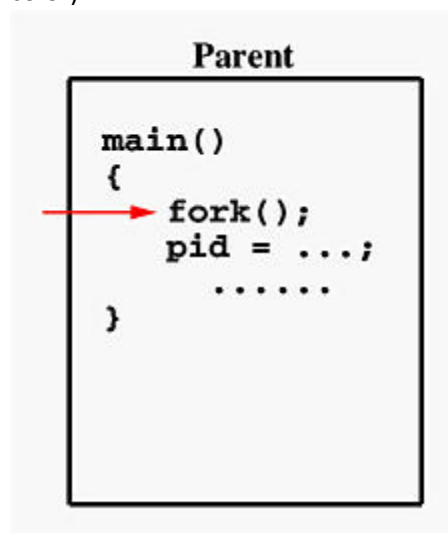 Parent
main()
{
fork();
pid = ...;
......
}